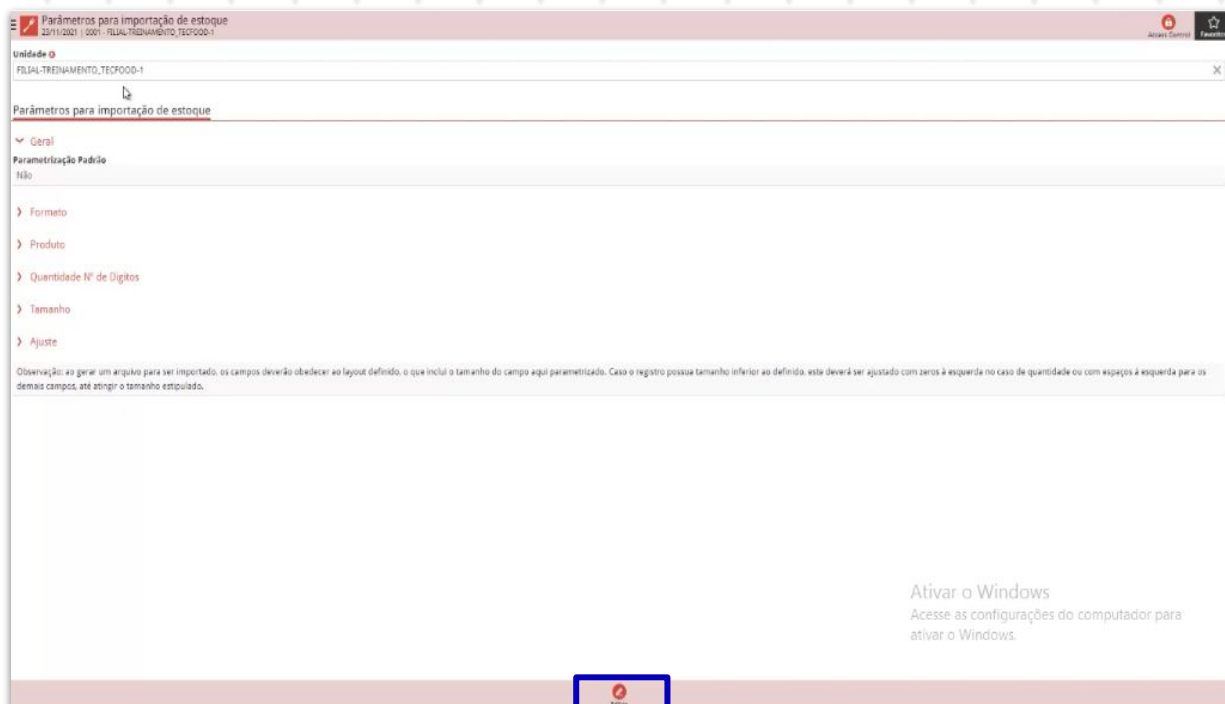 Parâmetros para importação de estoque
23/11/2021 | 0001 - FILIAL-TREINAMENTO_TECFOOD-1
Access Control
Favoritos
Unidade
FILIAL-TREINAMENTO_TECFOOD-1
Parâmetros para importação de estoque
Geral
Parametrização Padrão
Não
Formato
Produto
Quantidade Nº de Digitos
Tamanho
Ajuste
Observação: ao gerar um arquivo para ser importado, os campos deverão obedecer ao layout definido, o que inclui o tamanho do campo aqui parametrizado. Caso o registro possua tamanho inferior ao definido, este deverá ser ajustado com zeros à esquerda no caso de quantidade ou com espaços à esquerda para os
demais campos, até atingir o tamanho estipulado.
Ativar o Windows
Acesse as configurações do computador para
ativar o Windows.